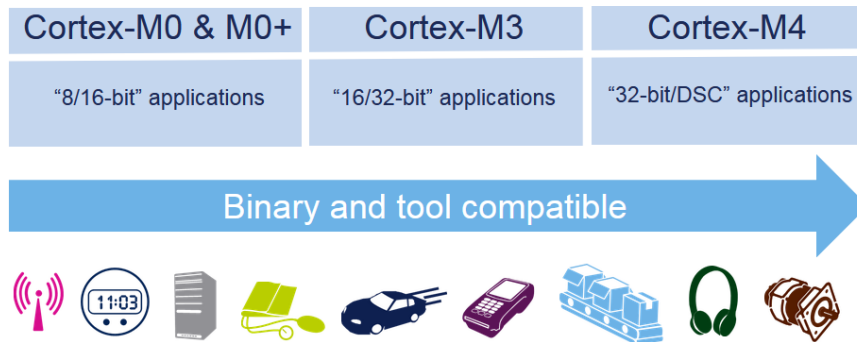 Cortex-M0 & M0+
Cortex-M3
Cortex-M4
“8/16-bit” applications
“16/32-bit” applications
“32-bit/DSC” applications
Binary and tool compatible
11:03